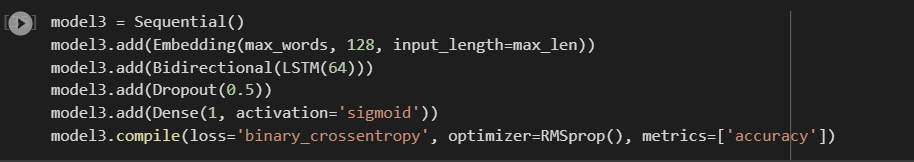 model3 = Sequential()
model3.add(Embedding(max_words, 128, input_length=max_len))
model3.add(Bidirectional(LSTM(64)))
model3.add(Dropout(0.5))
model3.add(Dense(1, activation='sigmoid'))
model3.compile(loss='binary_crossentropy', optimizer=RMSprop(), metrics=['accuracy'])